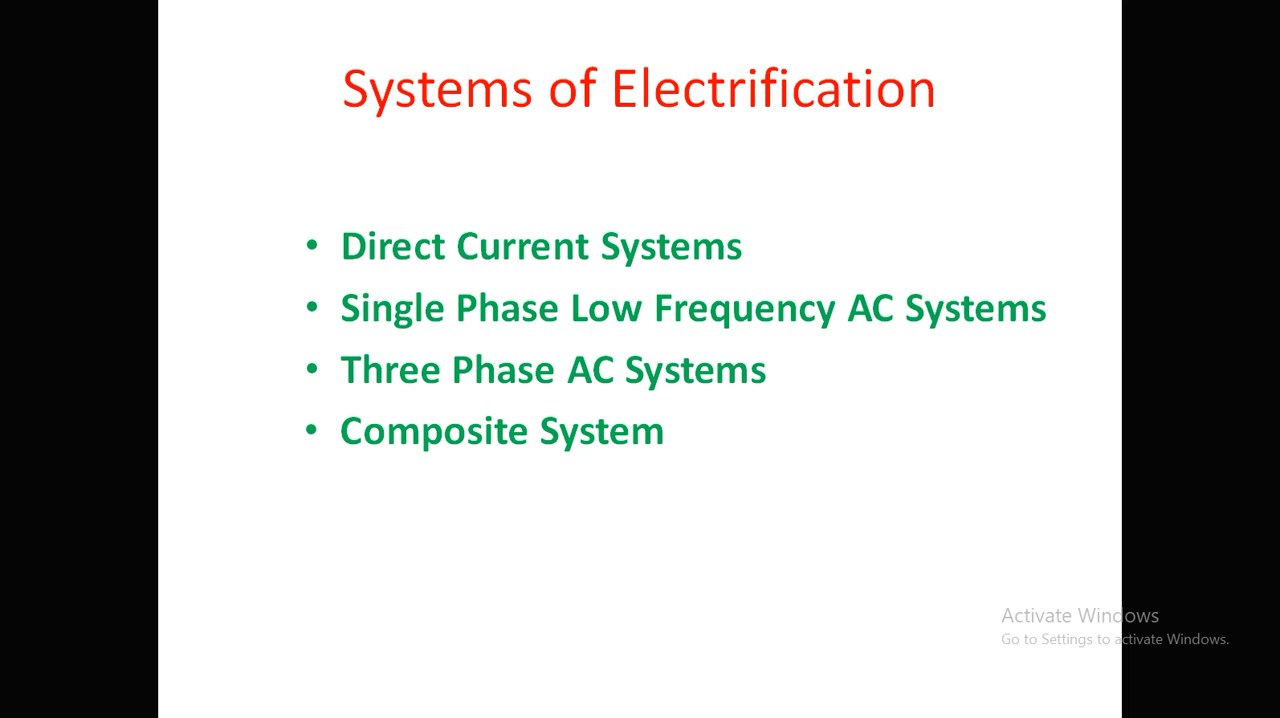 Systems of Electrification
• Direct Current Systems
• Single Phase Low Frequency AC Systems
• Three Phase AC Systems
• Composite System
Activate Windows
Go to Settings to activate Windows.